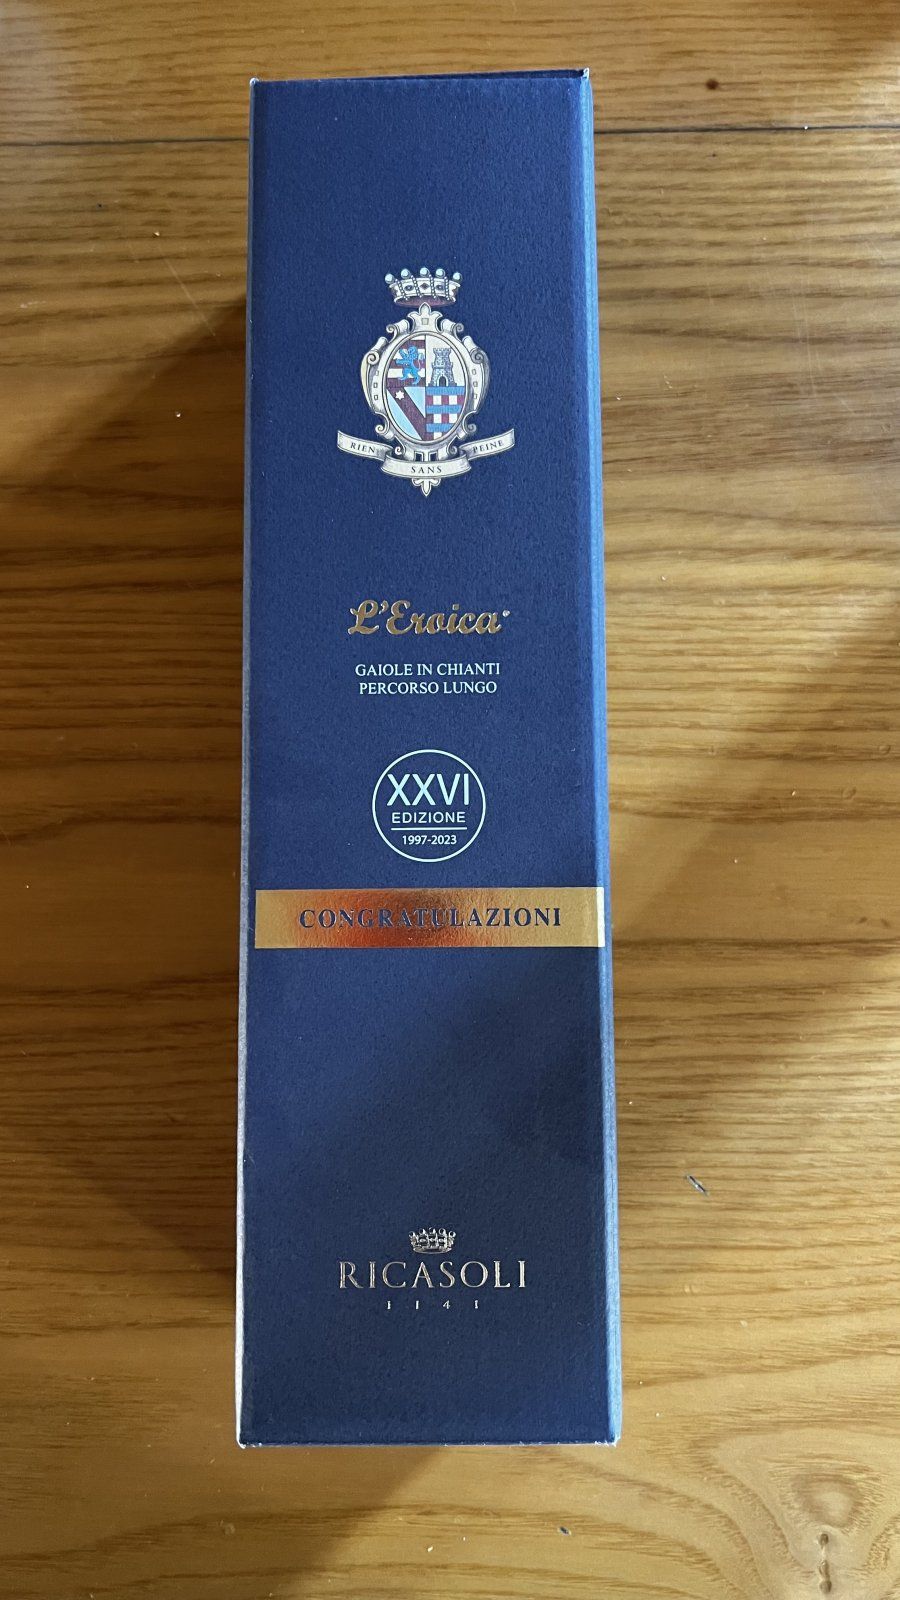 RIEN SANS PEINE
L'Eroica®
GAIOLE IN CHIANTI
PERCORSO LUNGO
XXVI
EDIZIONE
1997-2023
CONGRATULAZIONI
RICASOLI
1141